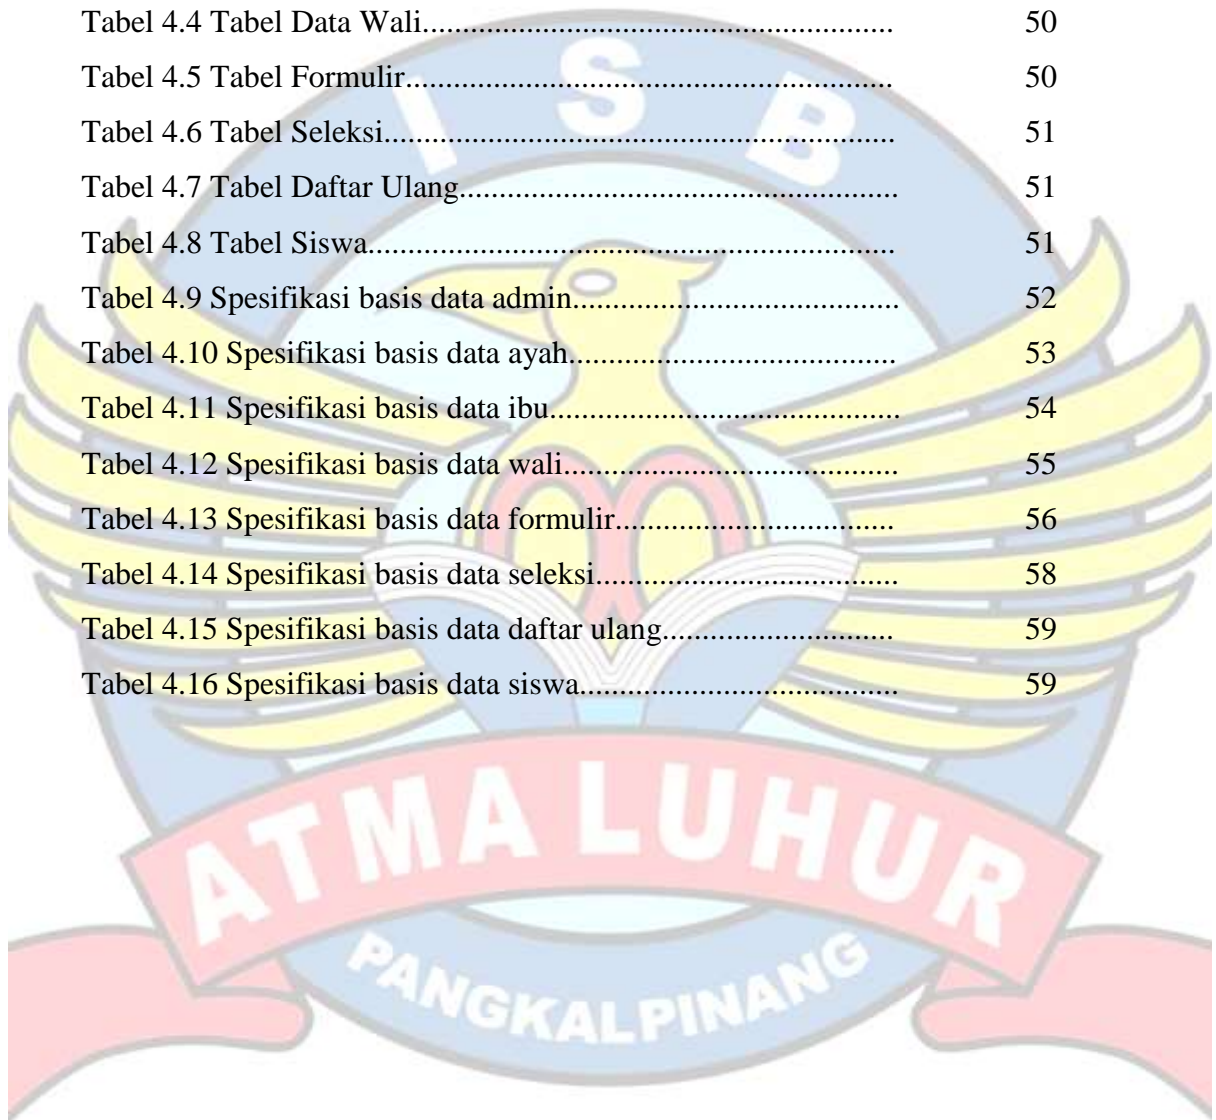 Tabel 4.4 Tabel Data Wali......................................................... 50
Tabel 4.5 Tabel Formulir........................................................... 50
Tabel 4.6 Tabel Seleksi.............................................................. 51
Tabel 4.7 Tabel Daftar Ulang..................................................... 51
Tabel 4.8 Tabel Siswa................................................................ 51
Tabel 4.9 Spesifikasi basis data admin....................................... 52
Tabel 4.10 Spesifikasi basis data ayah........................................ 53
Tabel 4.11 Spesifikasi basis data ibu.......................................... 54
Tabel 4.12 Spesifikasi basis data wali........................................ 55
Tabel 4.13 Spesifikasi basis data formulir.................................. 56
Tabel 4.14 Spesifikasi basis data seleksi..................................... 58
Tabel 4.15 Spesifikasi basis data daftar ulang............................ 59
Tabel 4.16 Spesifikasi basis data siswa....................................... 59
I S B
ATMA LUHUR
PANGKALPINANG